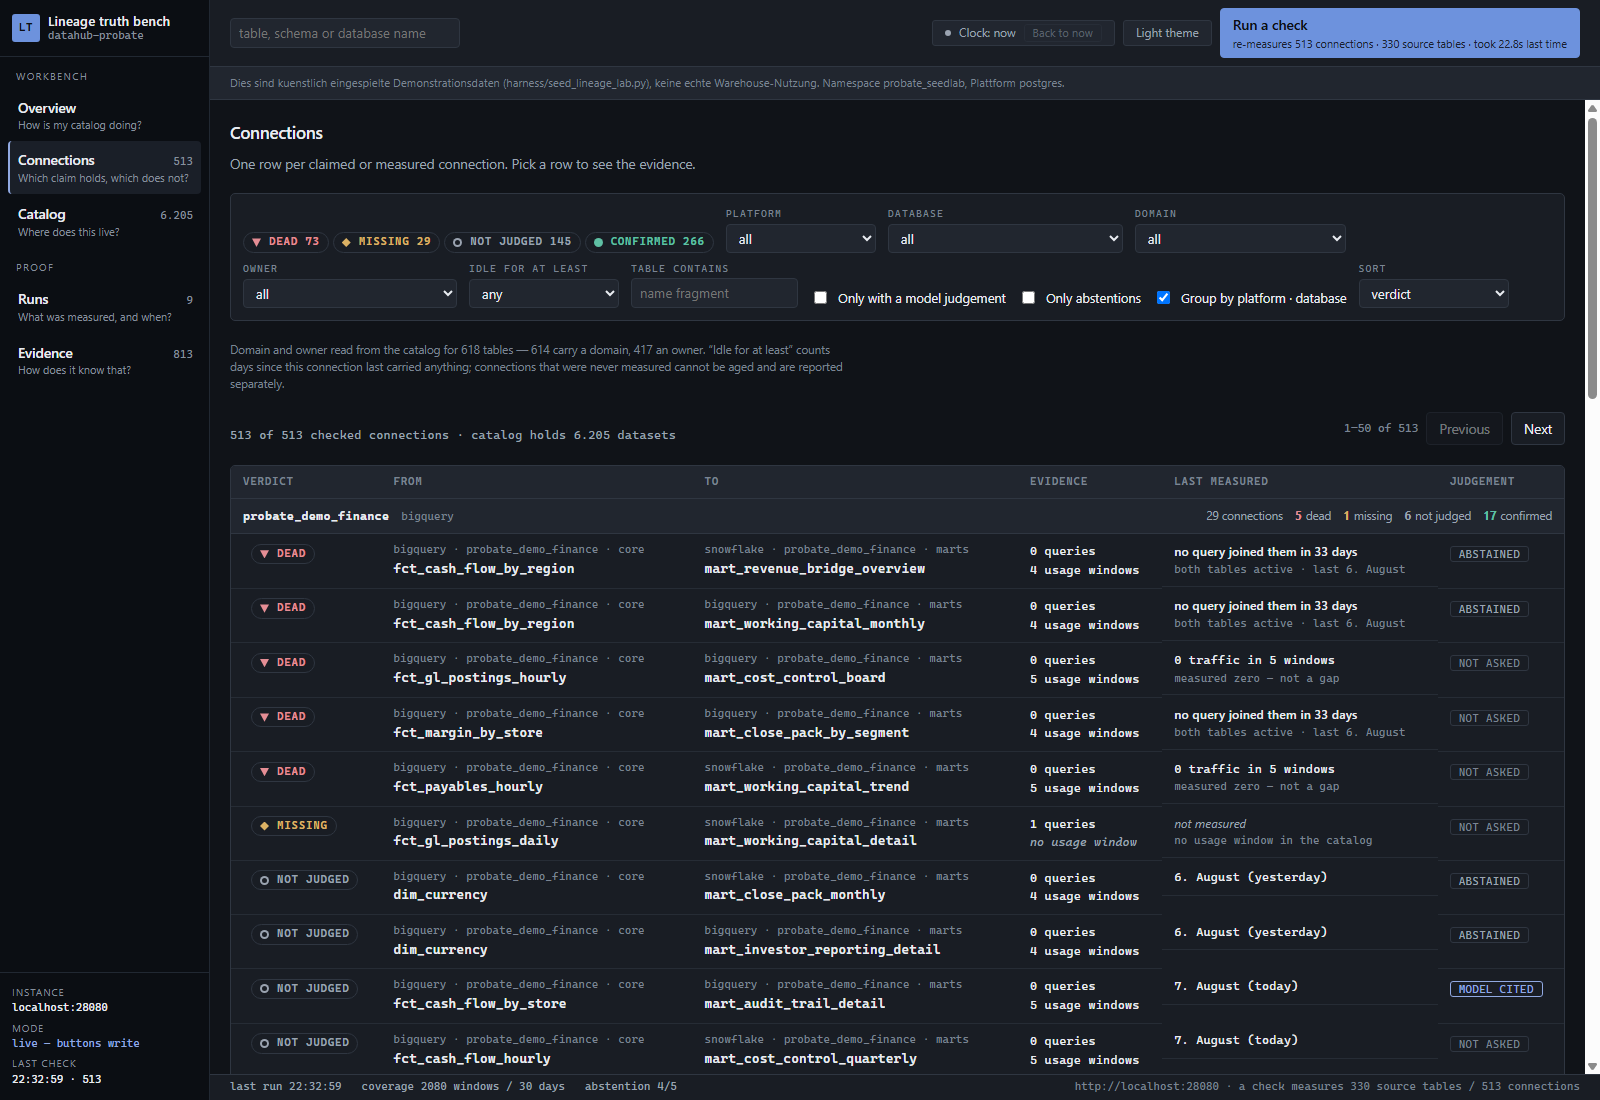 LT Lineage truth bench
datahub-probate
WORKBENCH
Overview
How is my catalog doing?
Connections 513
Which claim holds, which does not?
Catalog 6.205
Where does this live?
PROOF
Runs 9
What was measured, and when?
Evidence 813
How does it know that?
INSTANCE
localhost:28080
MODE
live — buttons write
LAST CHECK
22:32:59 · 513
table, schema or database name
Clock: now Back to now
Light theme
Run a check
re-measures 513 connections · 330 source tables · took 22.8s last time
Dies sind kuenstlich eingespielte Demonstrationsdaten (harness/seed_lineage_lab.py), keine echte Warehouse-Nutzung. Namespace probate_seedlab, Plattform postgres.
Connections
One row per claimed or measured connection. Pick a row to see the evidence.
DEAD 73 MISSING 29 NOT JUDGED 145 CONFIRMED 266
PLATFORM DATABASE DOMAIN
all all all
OWNER IDLE FOR AT LEAST TABLE CONTAINS SORT
all any name fragment Only with a model judgement Only abstentions Group by platform · database verdict
Domain and owner read from the catalog for 618 tables — 614 carry a domain, 417 an owner. “Idle for at least” counts
days since this connection last carried anything; connections that were never measured cannot be aged and are reported
separately.
513 of 513 checked connections · catalog holds 6.205 datasets
1–50 of 513 Previous Next
VERDICT FROM TO EVIDENCE LAST MEASURED JUDGEMENT
probate_demo_finance bigquery 29 connections 5 dead 1 missing 6 not judged 17 confirmed
DEAD bigquery · probate_demo_finance · core snowflake · probate_demo_finance · marts 0 queries no query joined them in 33 days ABSTAINED
fct_cash_flow_by_region mart_revenue_bridge_overview 4 usage windows both tables active · last 6. August
DEAD bigquery · probate_demo_finance · core bigquery · probate_demo_finance · marts 0 queries no query joined them in 33 days ABSTAINED
fct_cash_flow_by_region mart_working_capital_monthly 4 usage windows both tables active · last 6. August
DEAD bigquery · probate_demo_finance · core bigquery · probate_demo_finance · marts 0 queries 0 traffic in 5 windows NOT ASKED
fct_gl_postings_hourly mart_cost_control_board 5 usage windows measured zero — not a gap
DEAD bigquery · probate_demo_finance · core bigquery · probate_demo_finance · marts 0 queries no query joined them in 33 days NOT ASKED
fct_margin_by_store mart_close_pack_by_segment 4 usage windows both tables active · last 6. August
DEAD bigquery · probate_demo_finance · core snowflake · probate_demo_finance · marts 0 queries 0 traffic in 5 windows NOT ASKED
fct_payables_hourly mart_working_capital_trend 5 usage windows measured zero — not a gap
MISSING bigquery · probate_demo_finance · core snowflake · probate_demo_finance · marts 1 queries not measured NOT ASKED
fct_gl_postings_daily mart_working_capital_detail no usage window no usage window in the catalog
NOT JUDGED bigquery · probate_demo_finance · core snowflake · probate_demo_finance · marts 0 queries 6. August (yesterday) ABSTAINED
dim_currency mart_close_pack_monthly 4 usage windows
NOT JUDGED bigquery · probate_demo_finance · core bigquery · probate_demo_finance · marts 0 queries 6. August (yesterday) ABSTAINED
dim_currency mart_investor_reporting_detail 4 usage windows
NOT JUDGED bigquery · probate_demo_finance · core bigquery · probate_demo_finance · marts 0 queries 7. August (today) MODEL CITED
fct_cash_flow_by_store mart_audit_trail_detail 5 usage windows
NOT JUDGED bigquery · probate_demo_finance · core snowflake · probate_demo_finance · marts 0 queries 7. August (today) NOT ASKED
fct_cash_flow_hourly mart_cost_control_quarterly 5 usage windows
last run 22:32:59 coverage 2080 windows / 30 days abstention 4/5 http://localhost:28080 · a check measures 330 source tables / 513 connections